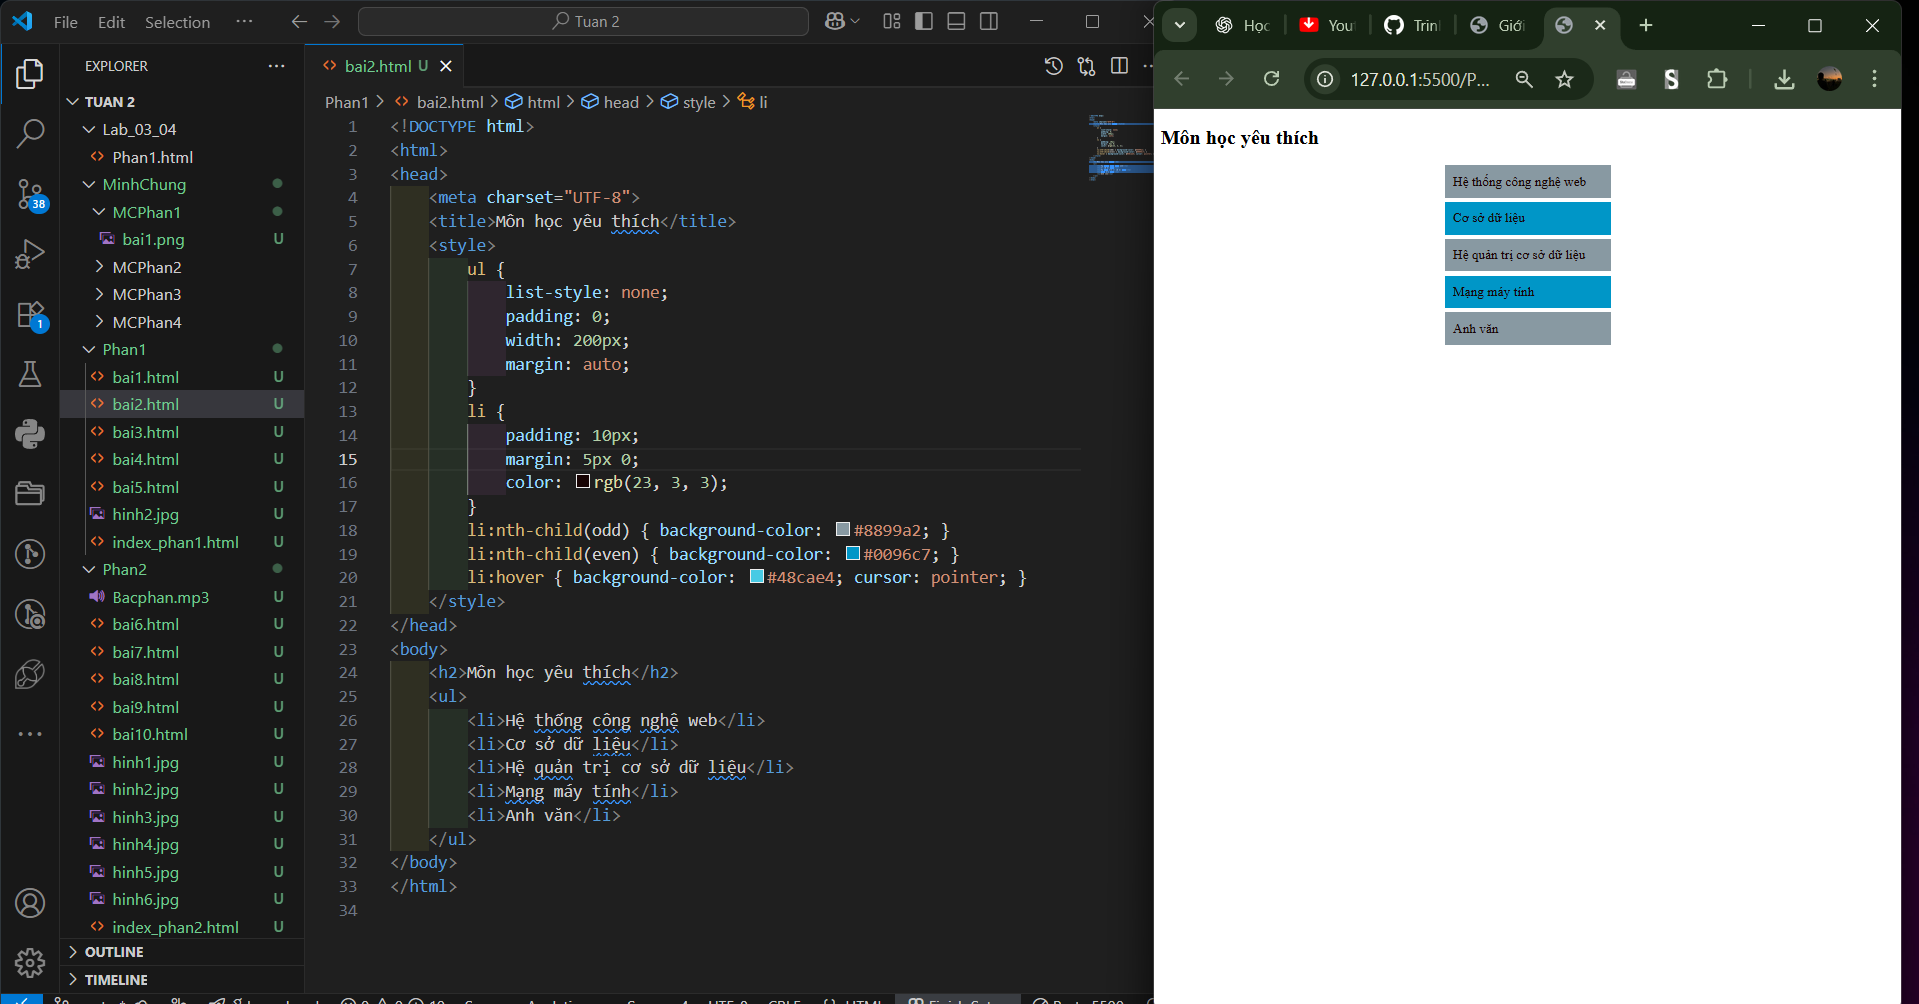 File Edit Selection ··· Tuan 2
EXPLORER ···
TUAN 2
Lab_03_04
Phan1.html
MinhChung
MCPhan1
bai1.png U
MCPhan2
MCPhan3
MCPhan4
Phan1
bai1.html U
bai2.html U
bai3.html U
bai4.html U
bai5.html U
hinh2.jpg U
index_phan1.html U
Phan2
Bacphan.mp3 U
bai6.html U
bai7.html U
bai8.html U
bai9.html U
bai10.html U
hinh1.jpg U
hinh2.jpg U
hinh3.jpg U
hinh4.jpg U
hinh5.jpg U
hinh6.jpg U
index_phan2.html U
OUTLINE
TIMELINE
38
1
bai2.html U
Phan1 > bai2.html > html > head > style > li
1 <!DOCTYPE html>
2 <html>
3 <head>
4 <meta charset="UTF-8">
5 <title>Môn học yêu thích</title>
6 <style>
7 ul {
8 list-style: none;
9 padding: 0;
10 width: 200px;
11 margin: auto;
12 }
13 li {
14 padding: 10px;
15 margin: 5px 0;
16 color: rgb(23, 3, 3);
17 }
18 li:nth-child(odd) { background-color: #8899a2; }
19 li:nth-child(even) { background-color: #0096c7; }
20 li:hover { background-color: #48cae4; cursor: pointer; }
21 </style>
22 </head>
23 <body>
24 <h2>Môn học yêu thích</h2>
25 <ul>
26 <li>Hệ thống công nghệ web</li>
27 <li>Cơ sở dữ liệu</li>
28 <li>Hệ quản trị cơ sở dữ liệu</li>
29 <li>Mạng máy tính</li>
30 <li>Anh văn</li>
31 </ul>
32 </body>
33 </html>
34
Học You Trin Giới
127.0.0.1:5500/P...
Môn học yêu thích
Hệ thống công nghệ web
Cơ sở dữ liệu
Hệ quản trị cơ sở dữ liệu
Mạng máy tính
Anh văn